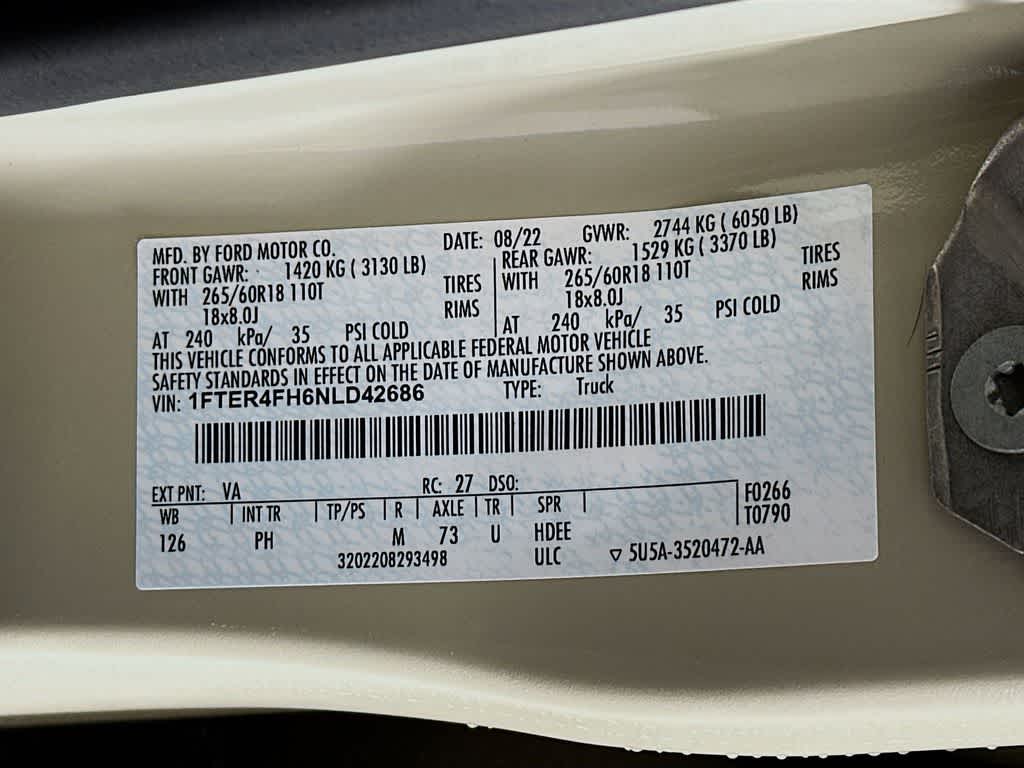 MFD. BY FORD MOTOR CO. DATE: 08/22 GVWR: 2744 KG ( 6050 LB)
FRONT GAWR: 1420 KG ( 3130 LB) REAR GAWR: 1529 KG ( 3370 LB)
WITH 265/60R18 110T TIRES WITH 265/60R18 110T TIRES
18x8.0J RIMS 18x8.0J RIMS
AT 240 kPa/ 35 PSI COLD AT 240 kPa/ 35 PSI COLD
THIS VEHICLE CONFORMS TO ALL APPLICABLE FEDERAL MOTOR VEHICLE
SAFETY STANDARDS IN EFFECT ON THE DATE OF MANUFACTURE SHOWN ABOVE.
VIN: 1FTER4FH6NLD42686 TYPE: Truck
EXT PNT: VA RC: 27 DSO:
WB | INT TR | TP/PS | R | AXLE | TR | SPR | F0266
126 PH M 73 U HDEE T0790
3202208293498 ULC ▽ 5U5A-3520472-AA